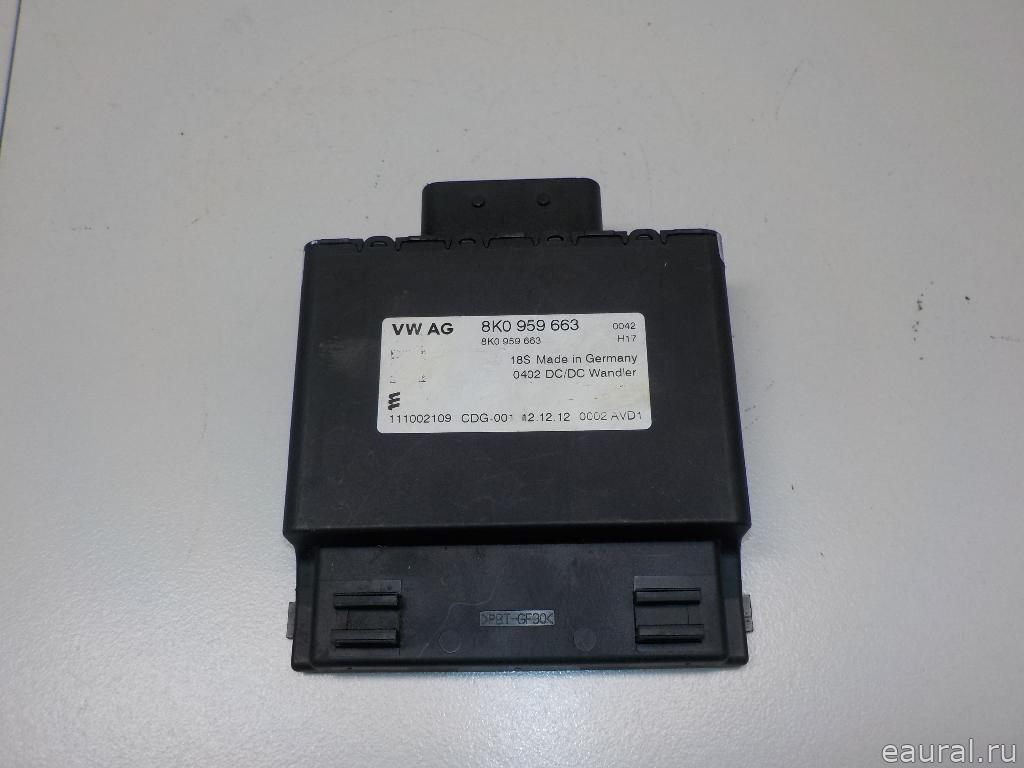 VW AG 8K0 959 663 0042
8K0 959 663 H17
18S Made in Germany
0402 DC/DC Wandler
111002109 CDG-001 12.12.12 0002 AVD1
>PBT-GF30<
eaural.ru